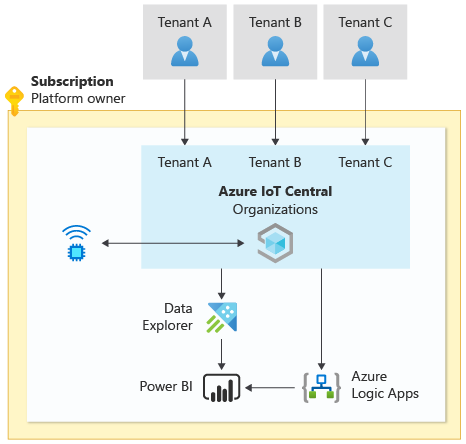 Tenant A
Tenant B
Tenant C
Subscription
Platform owner
Tenant A
Tenant B
Tenant C
Azure IoT Central
Organizations
Data
Explorer
Power BI
Azure
Logic Apps